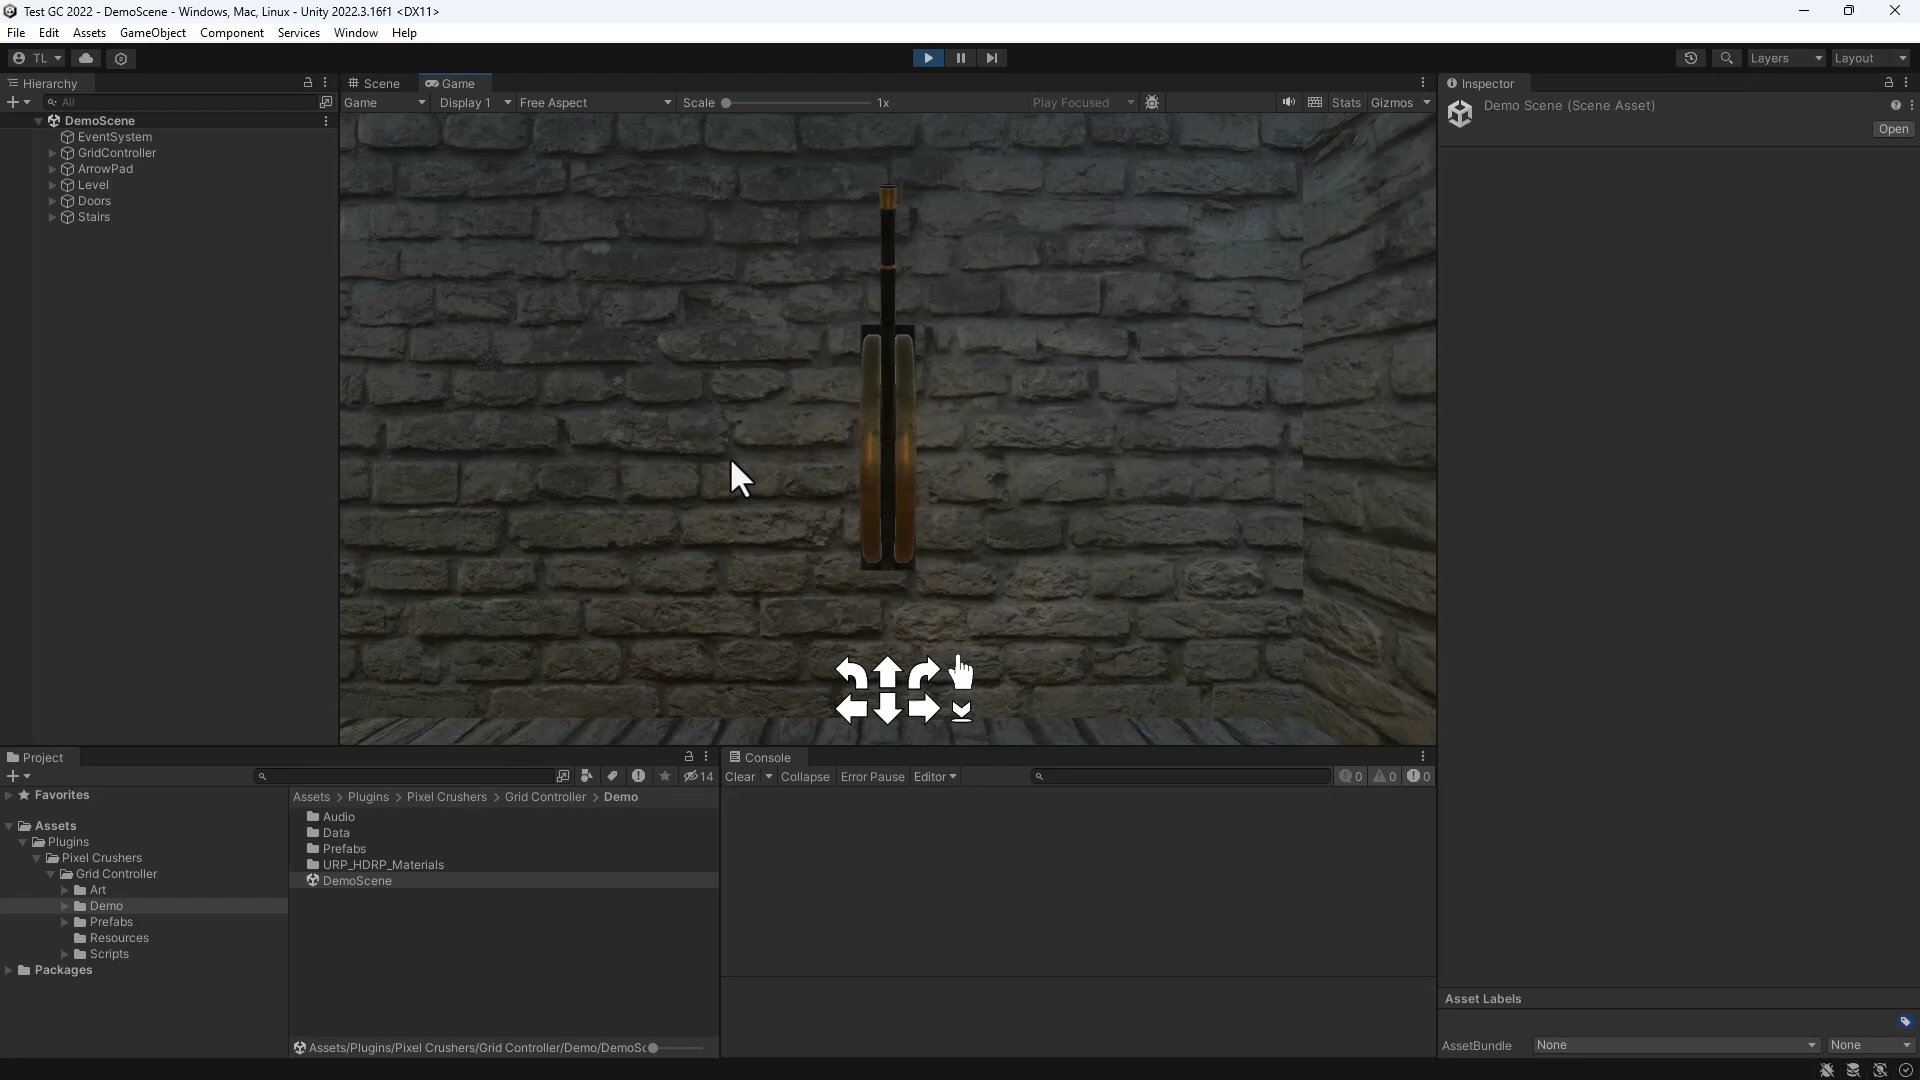 Test GC 2022 - DemoScene - Windows, Mac, Linux - Unity 2022.3.16f1 <DX11>
File Edit Assets GameObject Component Services Window Help
TL Layers Layout
Hierarchy Scene Game Inspector
All Game Display 1 Free Aspect Scale 1x Play Focused Stats Gizmos
Demo Scene (Scene Asset)
Open
DemoScene
EventSystem
GridController
ArrowPad
Level
Doors
Stairs
Project Console
14 Clear Collapse Error Pause Editor 0 0 0
Favorites
Assets > Plugins > Pixel Crushers > Grid Controller > Demo
Assets
Plugins
Pixel Crushers
Grid Controller
Art
Demo
Prefabs
Resources
Scripts
Packages
Audio
Data
Prefabs
URP_HDRP_Materials
DemoScene
Assets/Plugins/Pixel Crushers/Grid Controller/Demo/DemoSc
Asset Labels
AssetBundle None None